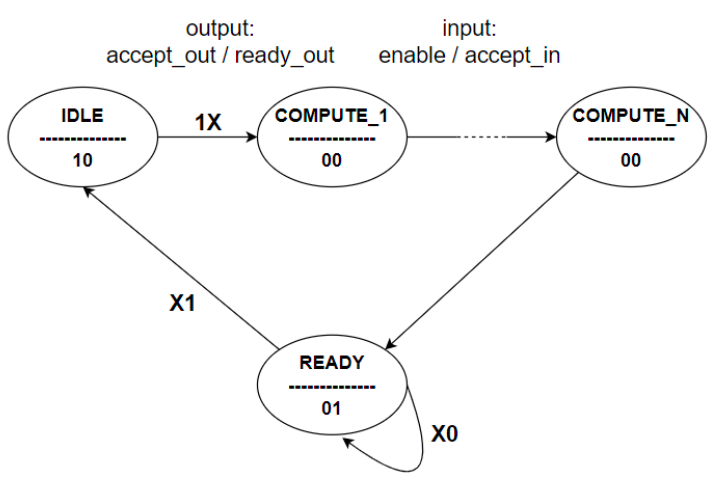 output:
accept_out / ready_out
input:
enable / accept_in
IDLE
--------------
10
1X
COMPUTE_1
--------------
00
COMPUTE_N
--------------
00
X1
READY
--------------
01
X0